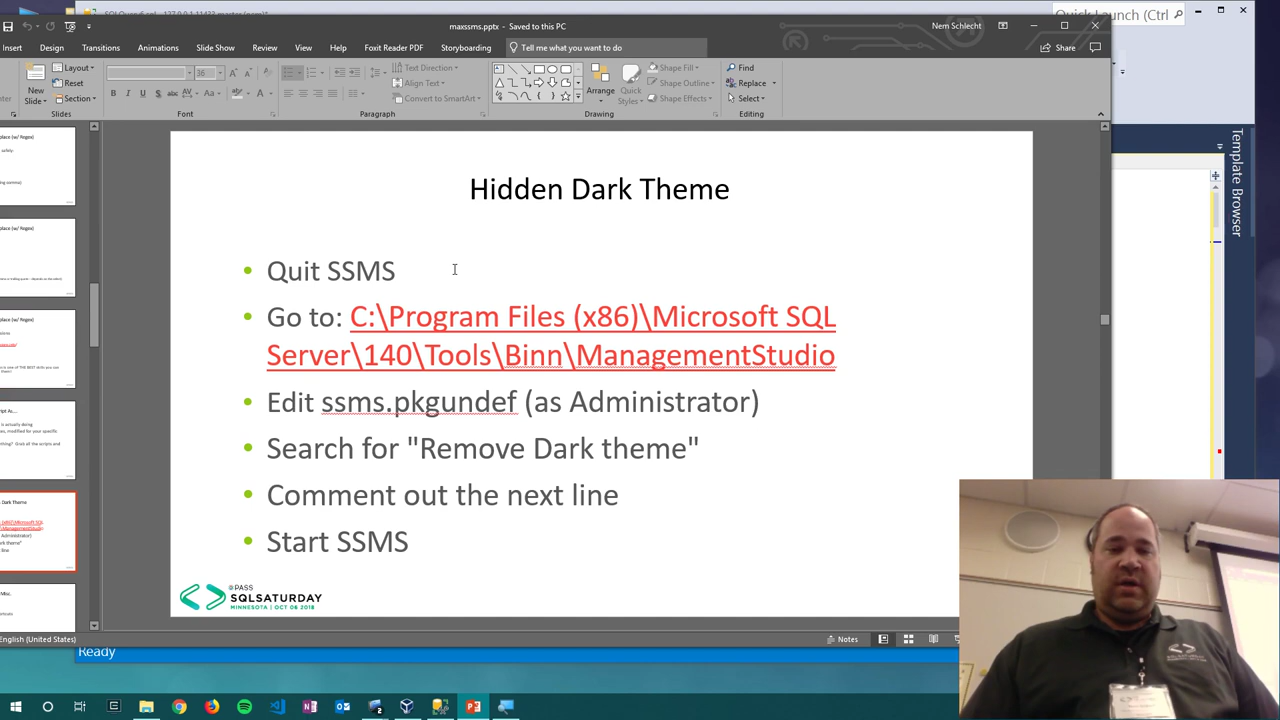 maxssms.pptx - Saved to this PC
Nem Schlecht
Quick Launch (Ctrl
Insert Design Transitions Animations Slide Show Review View Help Foxit Reader PDF Storyboarding Tell me what you want to do Share
New Slide
Layout
Reset
Section
Slides
36
B I U S abc AV Aa
Font
Text Direction
Align Text
Convert to SmartArt
Paragraph
Arrange
Quick Styles
Shape Fill
Shape Outline
Shape Effects
Drawing
Find
Replace
Select
Editing
Template Browser
Hidden Dark Theme
• Quit SSMS
• Go to: C:\Program Files (x86)\Microsoft SQL
Server\140\Tools\Binn\ManagementStudio
• Edit ssms.pkgundef (as Administrator)
• Search for "Remove Dark theme"
• Comment out the next line
• Start SSMS
PASS
SQLSATURDAY
MINNESOTA | OCT 06 2018
English (United States)
Notes
Ready